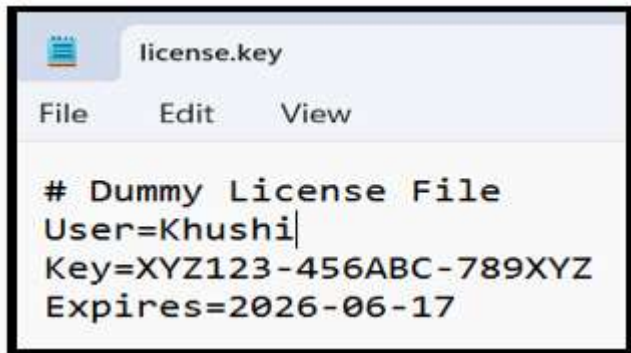 license.key
File Edit View
# Dummy License File
User=Khushi
Key=XYZ123-456ABC-789XYZ
Expires=2026-06-17